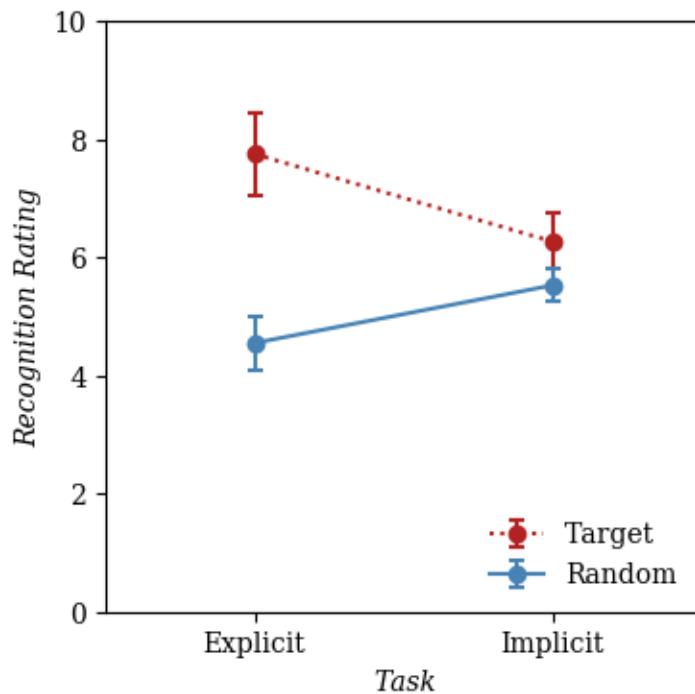 10
8
6
4
2
0
Recognition Rating
Explicit
Implicit
Task
Target
Random